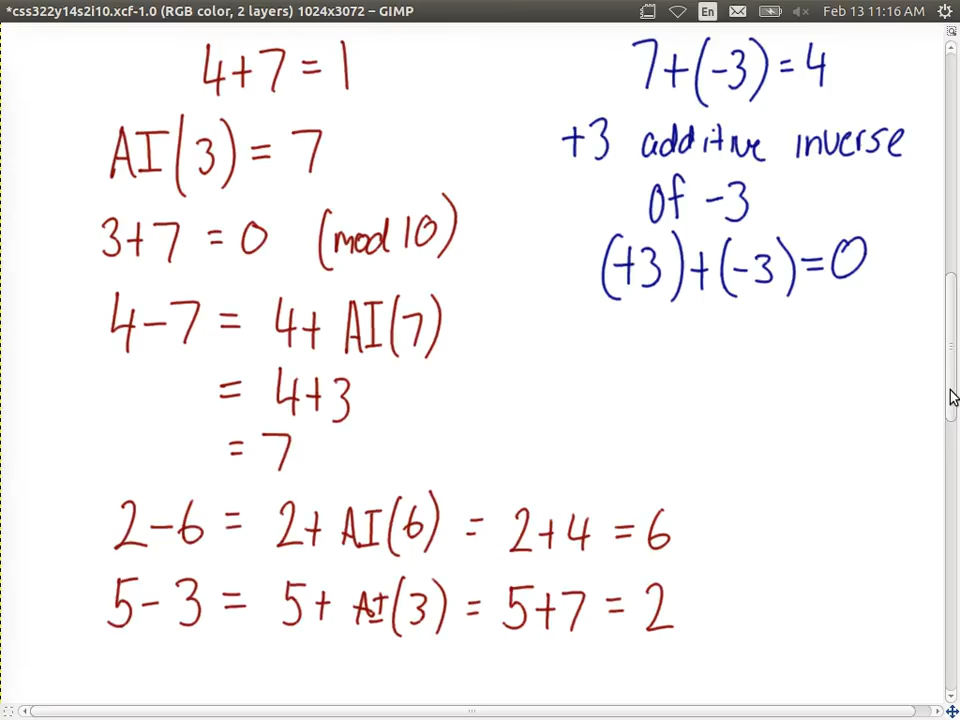 *css322y14s2i10.xcf-1.0 (RGB color, 2 layers) 1024x3072 – GIMP
En
Feb 13 11:16 AM
4+7=1
AI(3) = 7
3+7 = 0 (mod 10)
4-7 = 4+ AI(7)
= 4+3
= 7
2-6 = 2+ AI(6) = 2+4 = 6
5-3 = 5+ AI(3) = 5+7 = 2
7+(-3)=4
+3 additive inverse
of -3
(+3)+(-3)=0